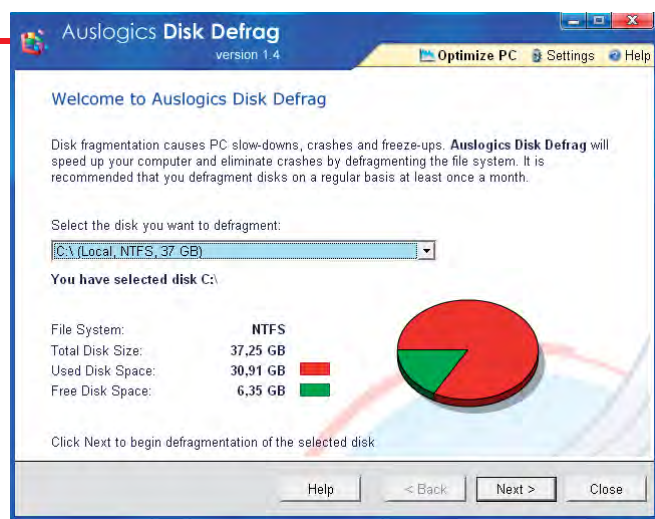 Auslogics Disk Defrag
version 1.4
Optimize PC Settings Help
Welcome to Auslogics Disk Defrag
Disk fragmentation causes PC slow-downs, crashes and freeze-ups. Auslogics Disk Defrag will
speed up your computer and eliminate crashes by defragmenting the file system. It is
recommended that you defragment disks on a regular basis at least once a month.
Select the disk you want to defragment:
C:\ (Local, NTFS, 37 GB)
You have selected disk C:\
File System: NTFS
Total Disk Size: 37,25 GB
Used Disk Space: 30,91 GB
Free Disk Space: 6,35 GB
Click Next to begin defragmentation of the selected disk
Help < Back Next > Close